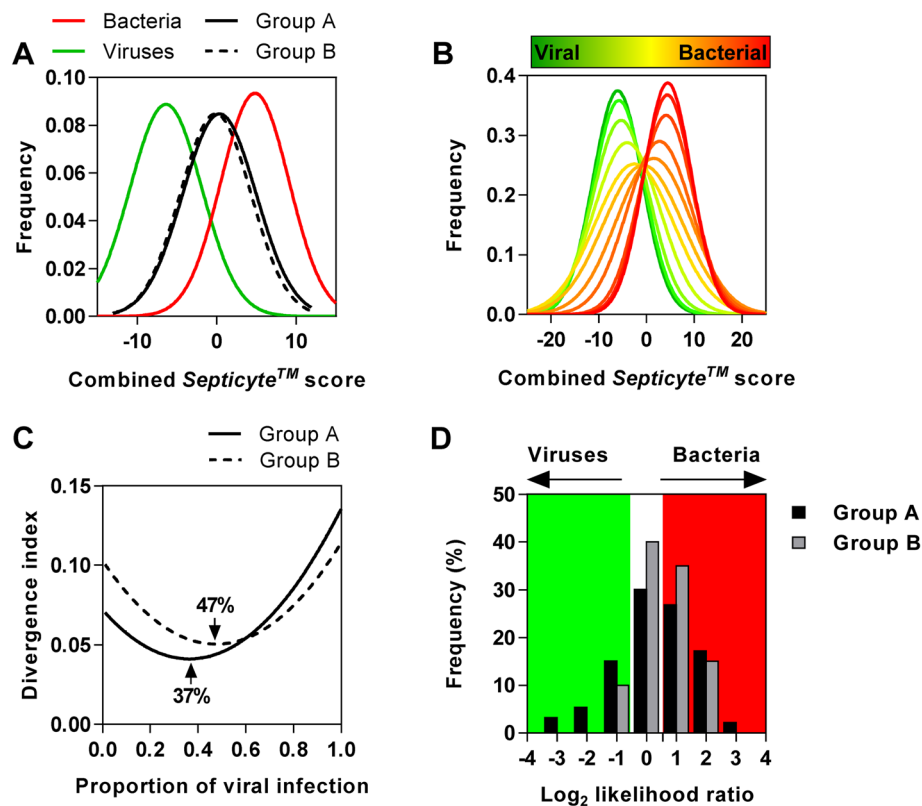 Bacteria
Viruses
Group A
Group B
A
0.10
0.08
0.06
0.04
0.02
0.00
Frequency
-10 0 10
Combined Septicyte™ score
B
Viral Bacterial
0.4
0.3
0.2
0.1
0.0
Frequency
-20 -10 0 10 20
Combined Septicyte™ score
C
Group A
Group B
0.15
0.10
0.05
0.00
Divergence index
47%
37%
0.0 0.2 0.4 0.6 0.8 1.0
Proportion of viral infection
D
Viruses Bacteria
50
40
30
20
10
0
Frequency (%)
-4 -3 -2 -1 0 1 2 3 4
Log₂ likelihood ratio
Group A
Group B